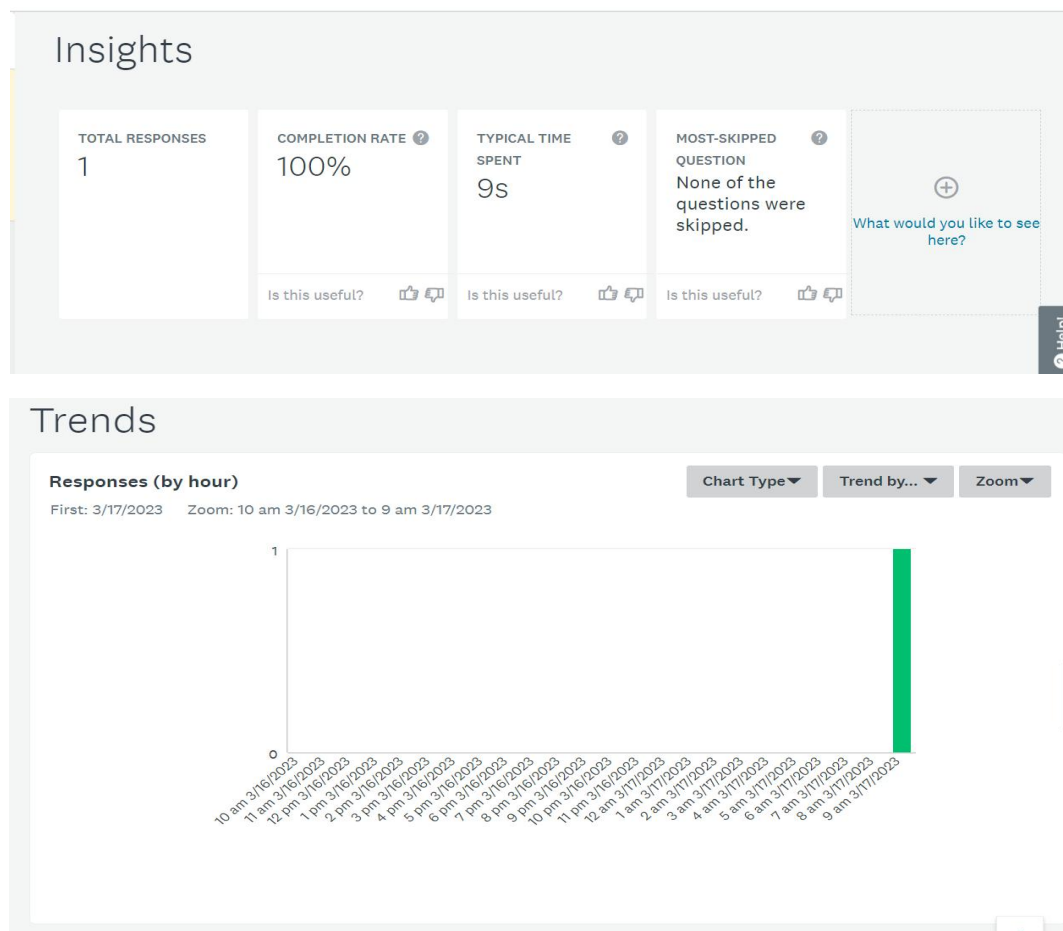 Insights
TOTAL RESPONSES
1
COMPLETION RATE ?
100%
Is this useful?
TYPICAL TIME ?
SPENT
9s
Is this useful?
MOST-SKIPPED ?
QUESTION
None of the
questions were
skipped.
Is this useful?
What would you like to see
here?
? Help!
Trends
Responses (by hour)
Chart Type
Trend by...
Zoom
First: 3/17/2023 Zoom: 10 am 3/16/2023 to 9 am 3/17/2023
1
0
10 am 3/16/2023
11 am 3/16/2023
12 pm 3/16/2023
1 pm 3/16/2023
2 pm 3/16/2023
3 pm 3/16/2023
4 pm 3/16/2023
5 pm 3/16/2023
6 pm 3/16/2023
7 pm 3/16/2023
8 pm 3/16/2023
9 pm 3/16/2023
10 pm 3/16/2023
11 pm 3/16/2023
12 am 3/17/2023
1 am 3/17/2023
2 am 3/17/2023
3 am 3/17/2023
4 am 3/17/2023
5 am 3/17/2023
6 am 3/17/2023
7 am 3/17/2023
8 am 3/17/2023
9 am 3/17/2023